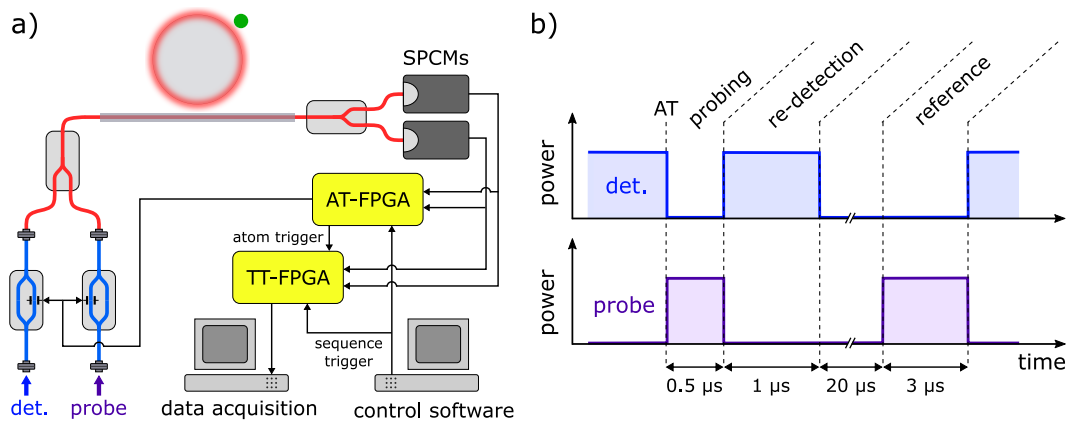 a)
SPCMs
AT-FPGA
atom trigger
TT-FPGA
sequence
trigger
det.
probe
data acquisition
control software
b)
AT
probing
re-detection
reference
power
det.
power
probe
time
0.5 µs
1 µs
20 µs
3 µs